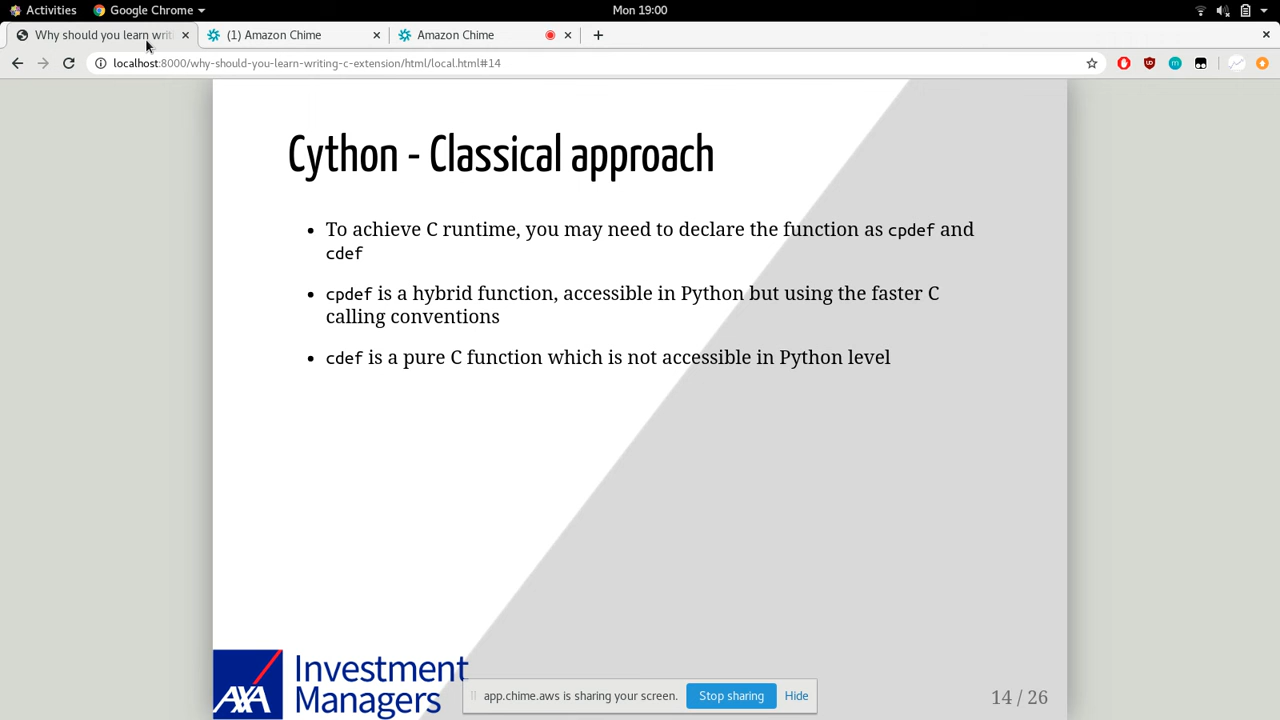 Activities
Google Chrome
Mon 19:00
Why should you learn writi
(1) Amazon Chime
Amazon Chime
localhost:8000/why-should-you-learn-writing-c-extension/html/local.html#14
Cython - Classical approach
• To achieve C runtime, you may need to declare the function as cpdef and
cdef
• cpdef is a hybrid function, accessible in Python but using the faster C
calling conventions
• cdef is a pure C function which is not accessible in Python level
AXA
Investment
Managers
app.chime.aws is sharing your screen.
Stop sharing
Hide
14 / 26